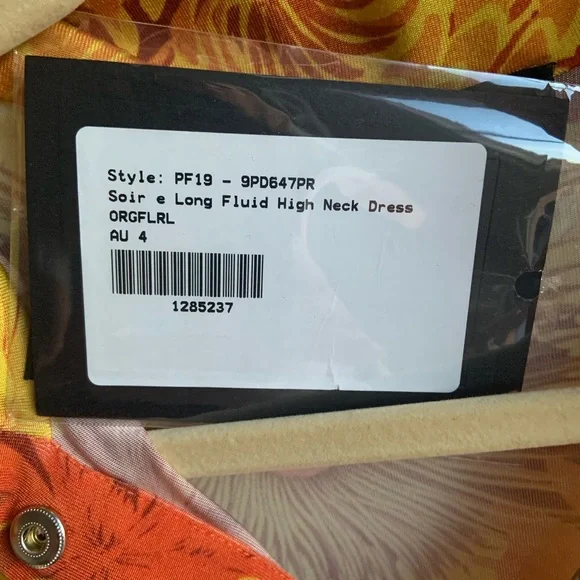 Style: PF19 - 9PD647PR
Soir e Long Fluid High Neck Dress
ORGFLRL
AU 4
1285237